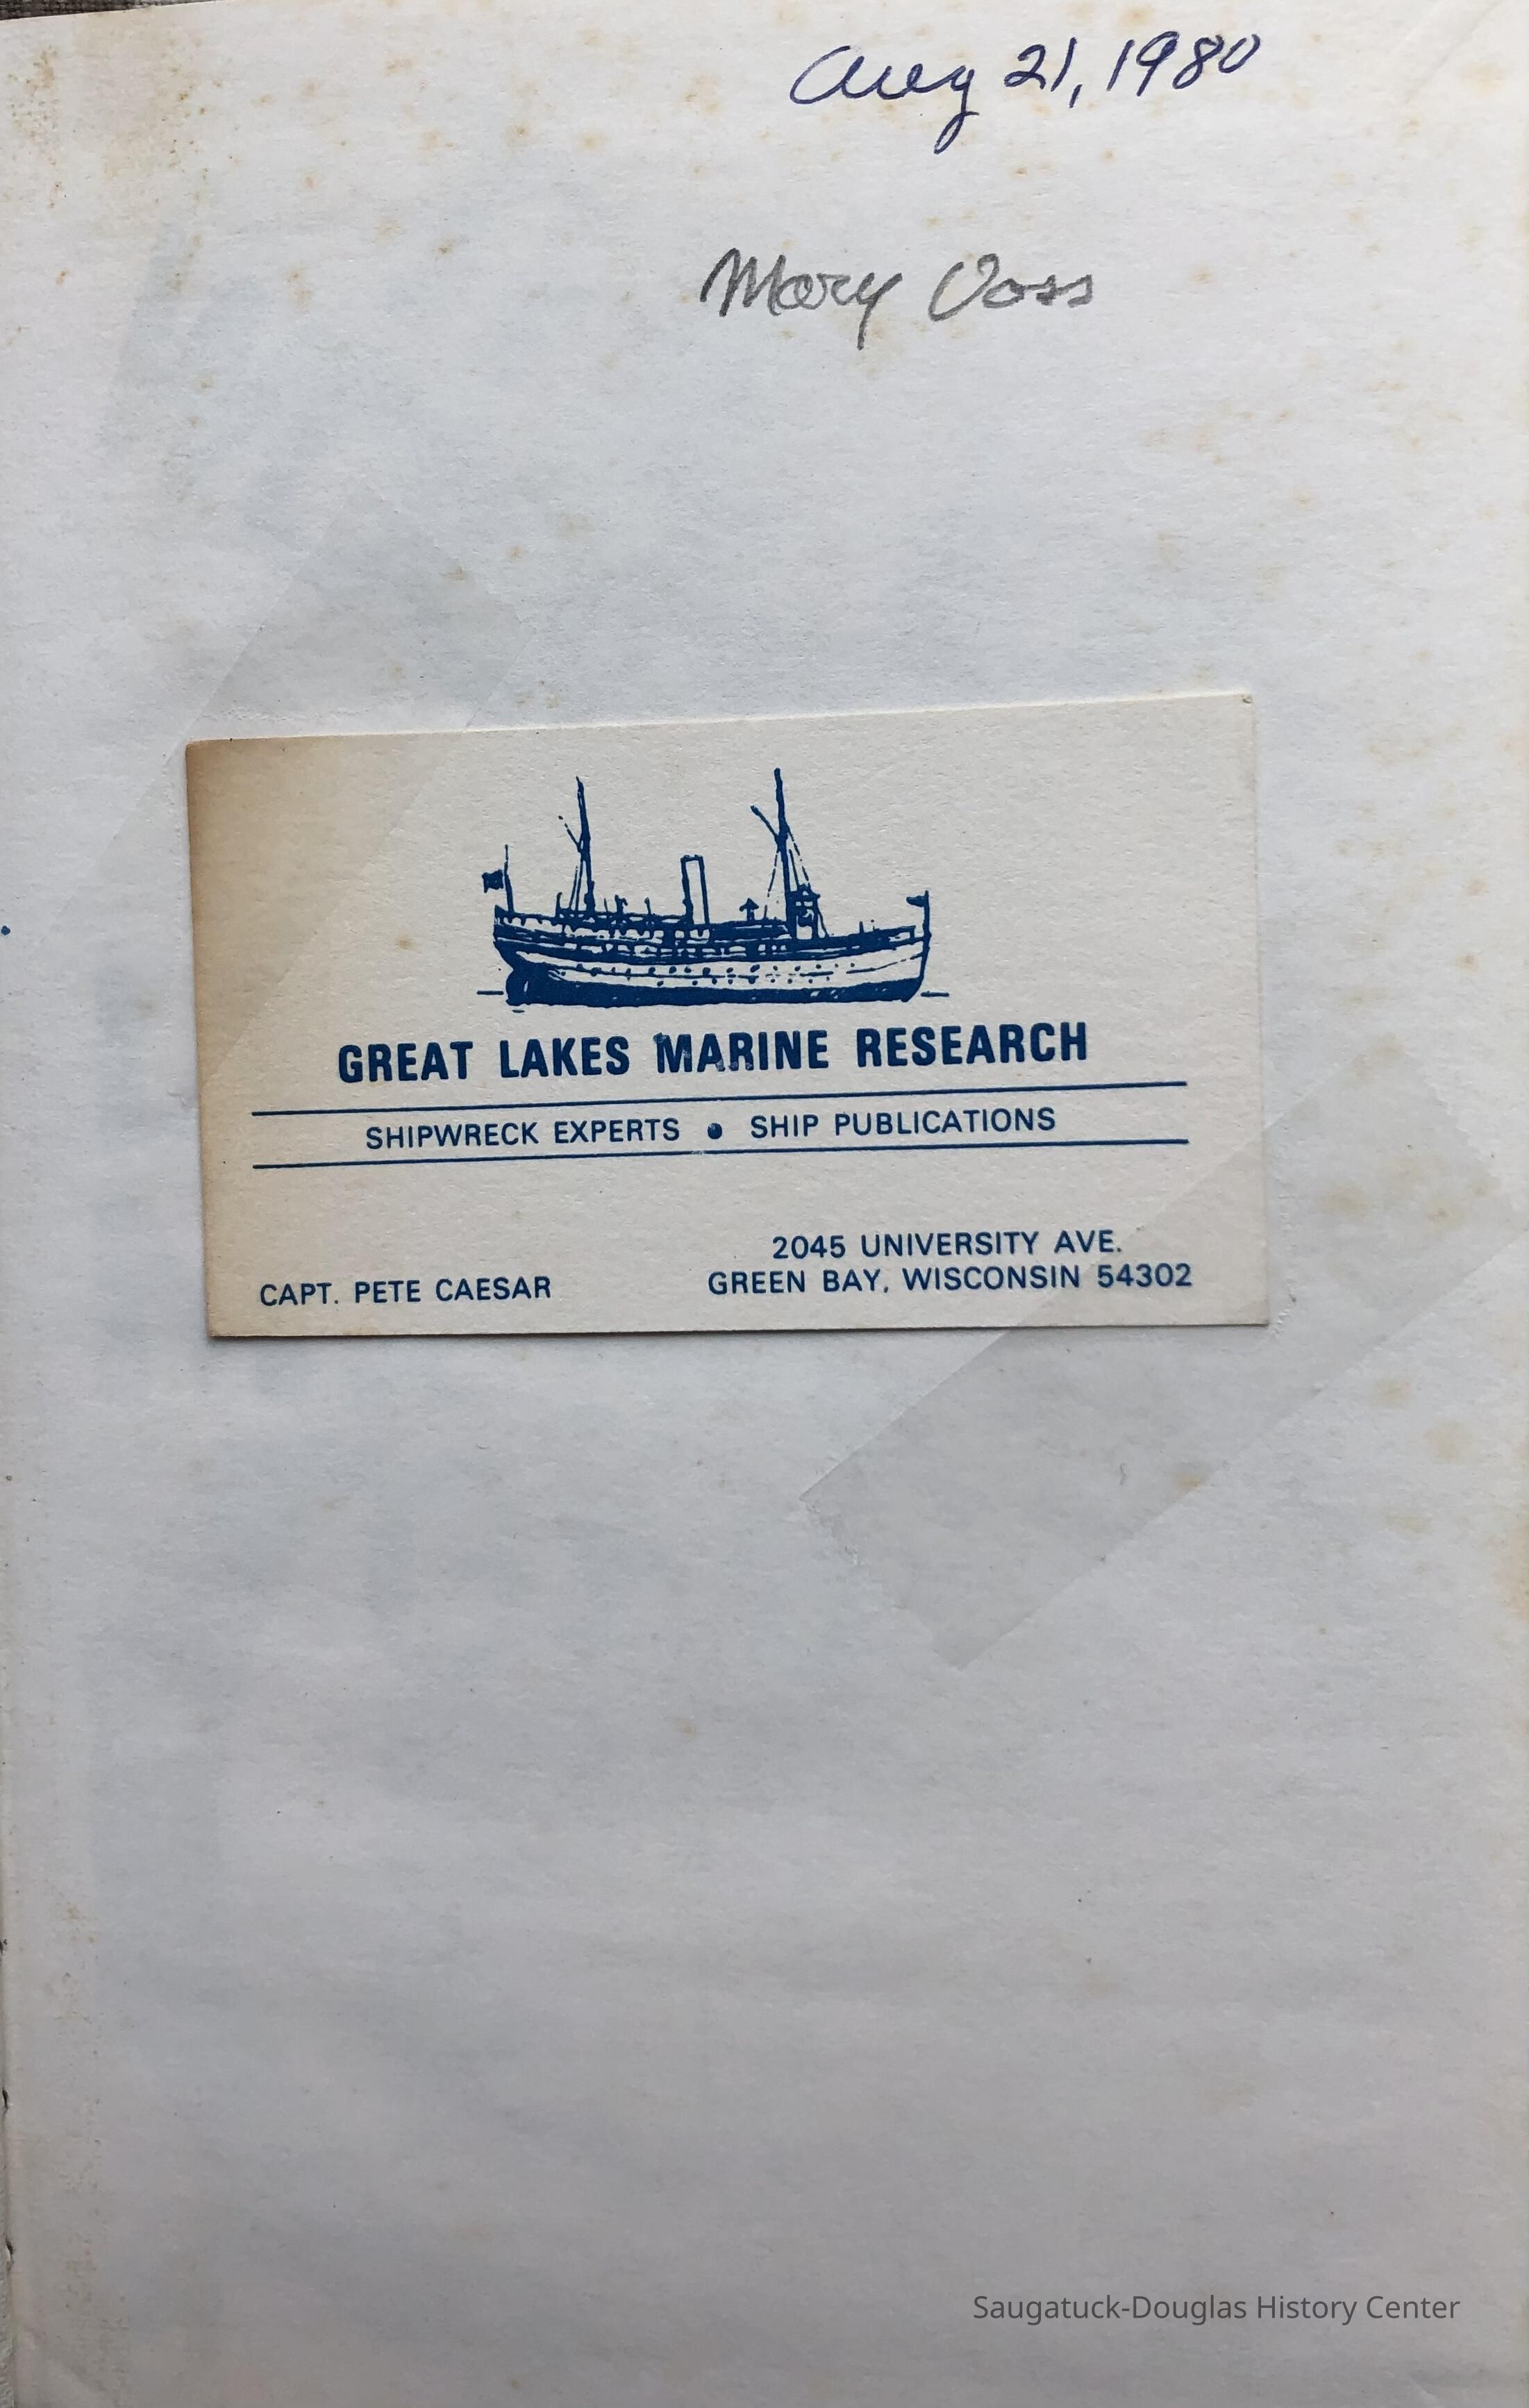 Aug 21, 1980
Mary Voss
GREAT LAKES MARINE RESEARCH
SHIPWRECK EXPERTS • SHIP PUBLICATIONS
2045 UNIVERSITY AVE.
CAPT. PETE CAESAR GREEN BAY, WISCONSIN 54302
Saugatuck-Douglas History Center